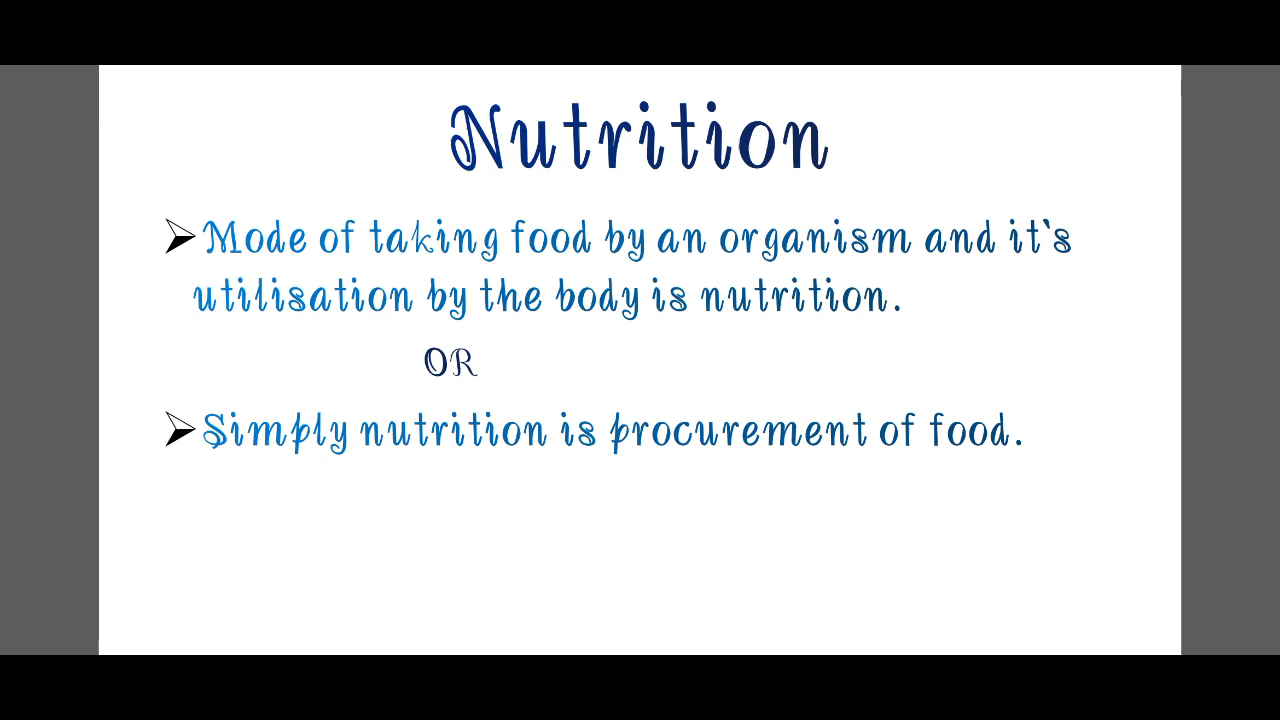 Nutrition
➢Mode of taking food by an organism and it`s
utilisation by the body is nutrition.
OR
➢Simply nutrition is procurement of food.